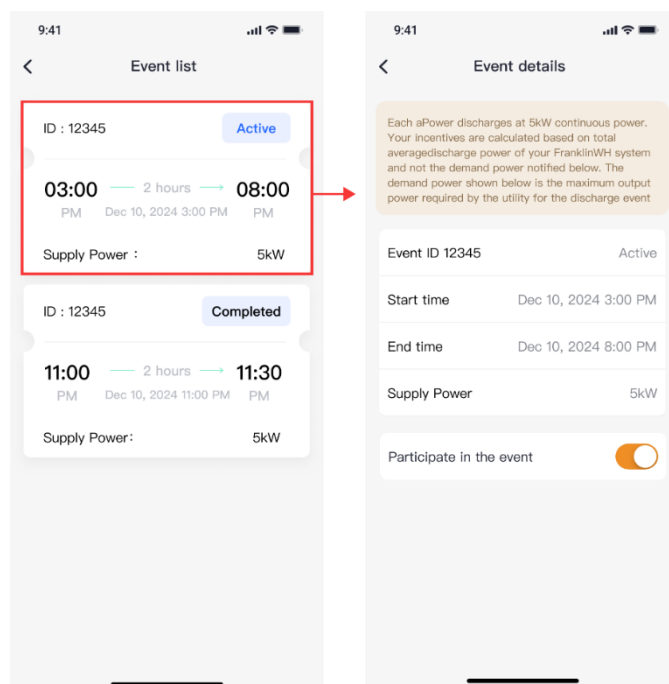 9:41
Event list
ID : 12345
Active
03:00 2 hours 08:00
PM Dec 10, 2024 3:00 PM PM
Supply Power : 5kW
ID : 12345
Completed
11:00 2 hours 11:30
PM Dec 10, 2024 11:00 PM PM
Supply Power: 5kW
9:41
Event details
Each aPower discharges at 5kW continuous power.
Your incentives are calculated based on total
averagedischarge power of your FranklinWH system
and not the demand power notified below. The
demand power shown below is the maximum output
power required by the utility for the discharge event
Event ID 12345 Active
Start time Dec 10, 2024 3:00 PM
End time Dec 10, 2024 8:00 PM
Supply Power 5kW
Participate in the event